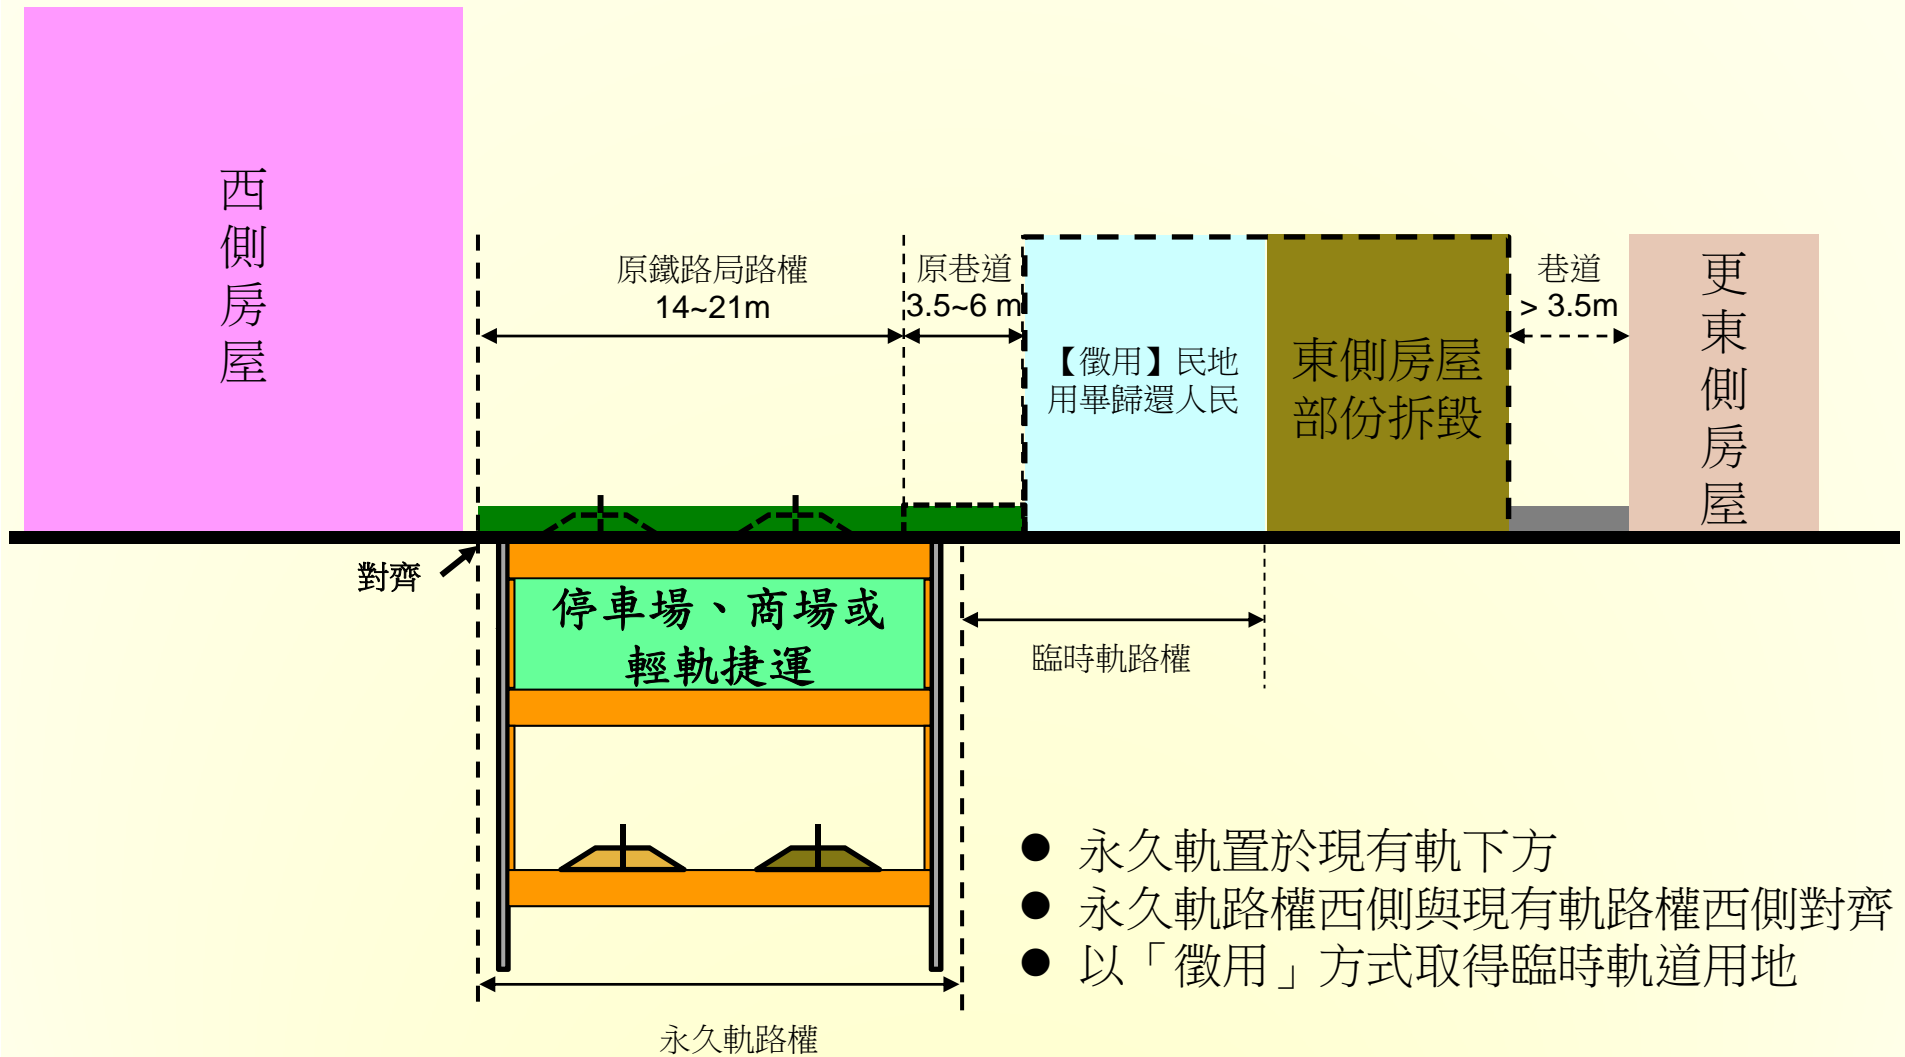 西側房屋
原鐵路局路權
14~21m
原巷道
3.5~6 m
【徵用】民地
用畢歸還人民
東側房屋
部份拆毀
巷道
> 3.5m
更東側房屋
對齊
停車場、商場或
輕軌捷運
臨時軌路權
● 永久軌置於現有軌下方
● 永久軌路權西側與現有軌路權西側對齊
● 以「徵用」方式取得臨時軌道用地
永久軌路權